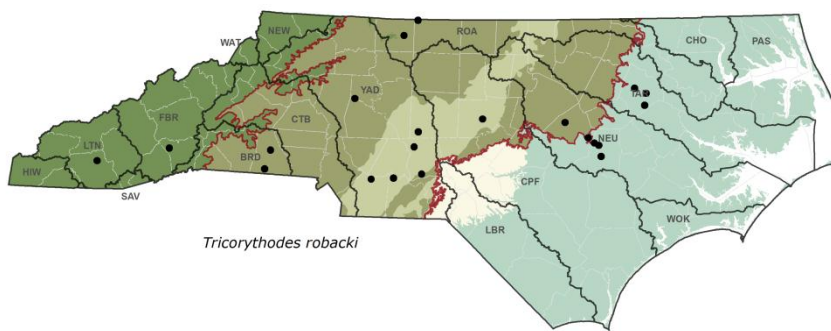 NEW
WAT
ROA
CHO
PAS
YAD
TAR
FBR
CTB
LTN
NEU
BRD
HIW
CPF
SAV
WOK
LBR
Tricorythodes robacki